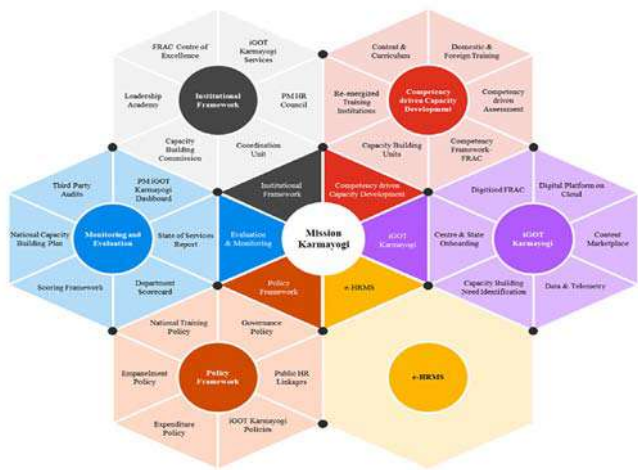 FRAC Centre of
Excellence
iGOT
Karmayogi
Services
Leadership
Academy
Institutional
Framework
PM HR
Council
Capacity
Building
Commission
Coordination
Unit
Content &
Curriculum
Domestic &
Foreign Training
Re-energized
Training
Institutions
Competency
driven Capacity
Development
Competency
driven
Assessment
Capacity Building
Units
Competency
Framework-
FRAC
Third Party
Audits
PM iGOT
Karmayogi
Dashboard
National Capacity
Building Plan
Monitoring and
Evaluation
State of Services
Report
Scoring Framework
Department
Scorecard
Institutional
Framework
Competency driven
Capacity Development
Evaluation
& Monitoring
Mission
Karmayogi
iGOT
Karmayogi
Policy
Framework
e-HRMS
Digitized FRAC
Digital Platform on
Cloud
Centre & State
Onboarding
iGOT
Karmayogi
Content
Marketplace
Capacity Building
Need Identification
Data & Telemetry
National Training
Policy
Governance
Policy
Empanelment
Policy
Policy
Framework
Public HR
Linkages
Expenditure
Policy
iGOT Karmayogi
Policies
e-HRMS